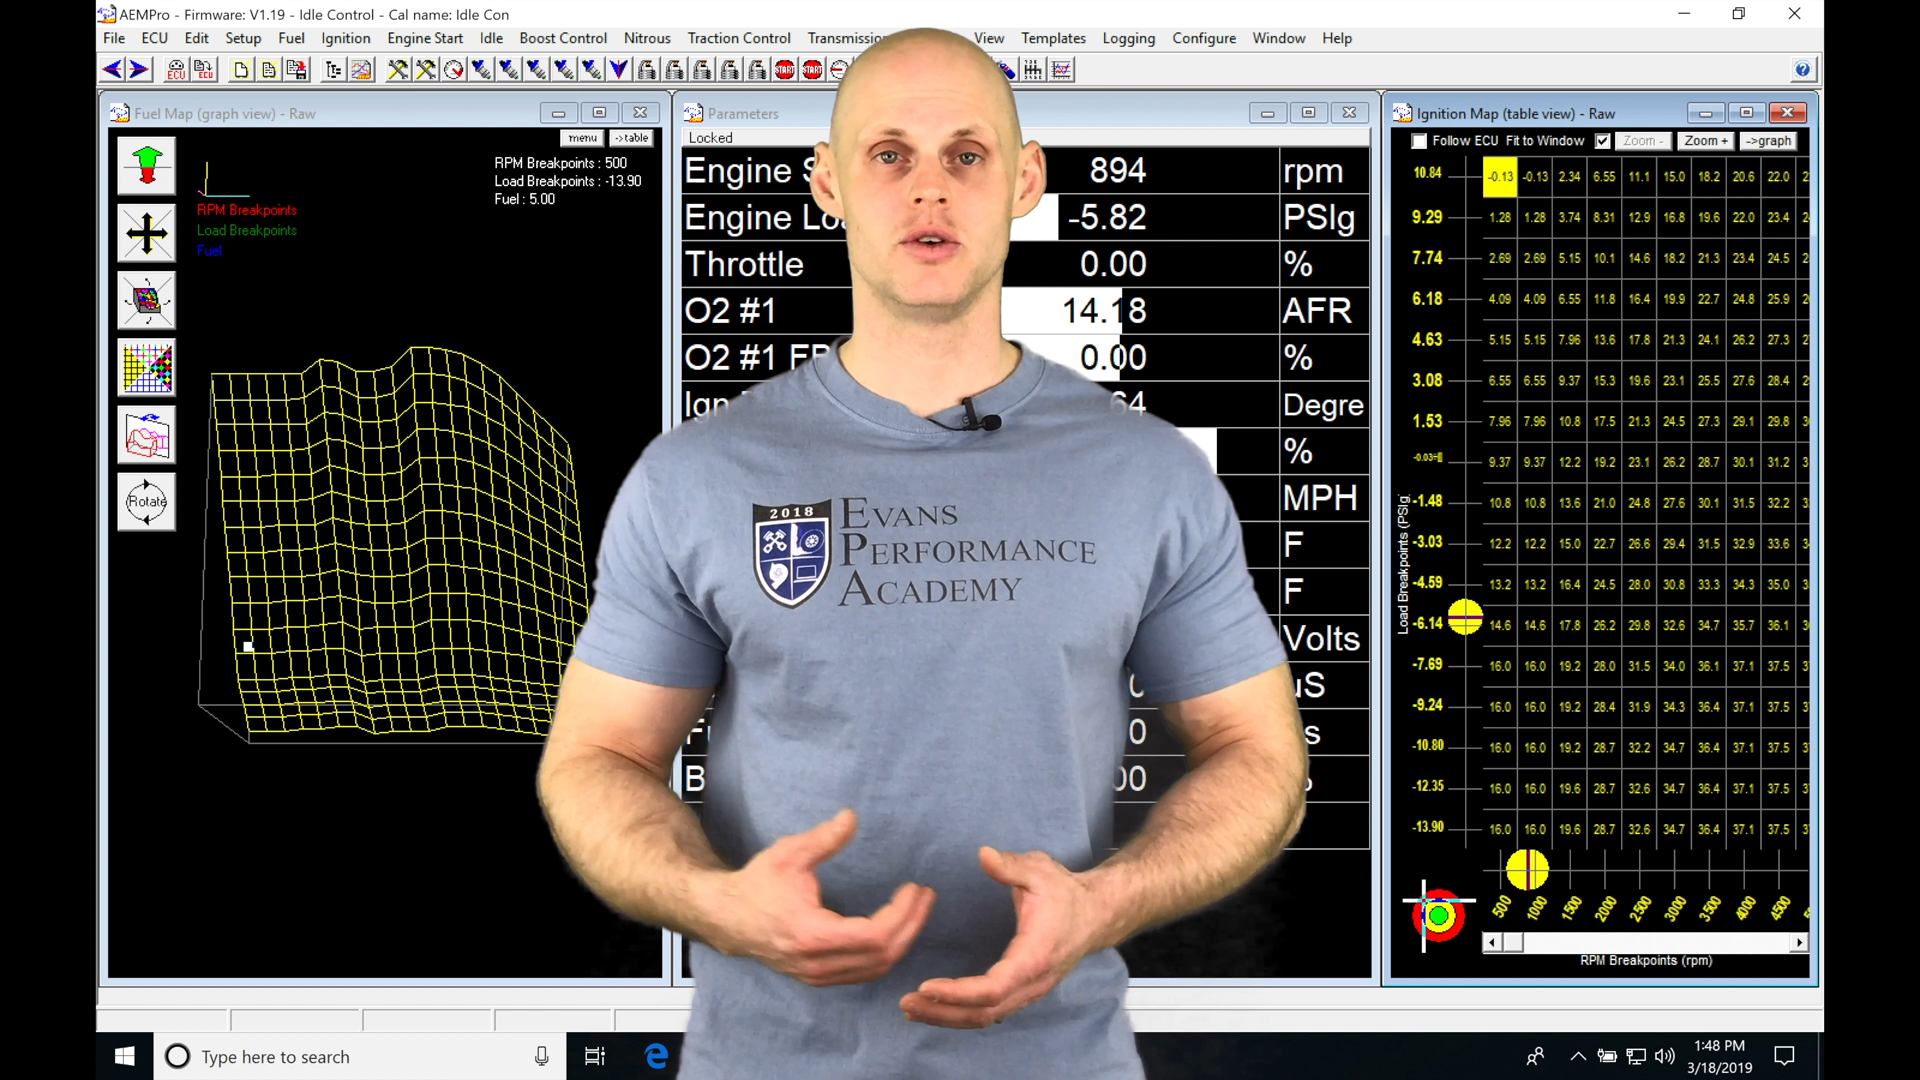 AEMPro - Firmware: V1.19 - Idle Control - Cal name: Idle Con
File ECU Edit Setup Fuel Ignition Engine Start Idle Boost Control Nitrous Traction Control View Templates Logging Configure Window Help
ECU ECU START START
Fuel Map (graph view) - Raw
menu ->table
RPM Breakpoints : 500
Load Breakpoints : -13.90
Fuel : 5.00
RPM Breakpoints
Load Breakpoints
Fuel
Rotate
Parameters
Locked
Engine 894 rpm
Engine -5.82 PSIg
Throttle 0.00 %
O2 #1 14.18 AFR
O2 #1 0.00 %
Ign 64 Degre
%
MPH
F
F
Volts
uS
Ignition Map (table view) - Raw
Follow ECU Fit to Window Zoom - Zoom + ->graph
10.84 -0.13 -0.13 2.34 6.55 11.1 15.0 18.2 20.6 22.0
9.29 1.28 1.28 3.74 8.31 12.9 16.8 19.6 22.0 23.4
7.74 2.69 2.69 5.15 10.1 14.6 18.2 21.3 23.4 24.5
6.18 4.09 4.09 6.55 11.8 16.4 19.9 22.7 24.8 25.9
4.63 5.15 5.15 7.96 13.6 17.8 21.3 24.1 26.2 27.3
3.08 6.55 6.55 9.37 15.3 19.6 23.1 25.5 27.6 28.4
1.53 7.96 7.96 10.8 17.5 21.3 24.5 27.3 29.1 29.8
-0.03 9.37 9.37 12.2 19.2 23.1 26.2 28.7 30.1 31.2
-1.48 10.8 10.8 13.6 21.0 24.8 27.6 30.1 31.5 32.2
-3.03 12.2 12.2 15.0 22.7 26.6 29.4 31.5 32.9 33.6
-4.59 13.2 13.2 16.4 24.5 28.0 30.8 33.3 34.3 35.0
-6.14 14.6 14.6 17.8 26.2 29.8 32.6 34.7 35.7 36.1
-7.69 16.0 16.0 19.2 28.0 31.5 34.0 36.1 37.1 37.5
-9.24 16.0 16.0 19.2 28.4 31.9 34.3 36.4 37.1 37.5
-10.80 16.0 16.0 19.2 28.7 32.2 34.7 36.4 37.1 37.5
-12.35 16.0 16.0 19.6 28.7 32.6 34.7 36.4 37.1 37.5
-13.90 16.0 16.0 19.6 28.7 32.6 34.7 36.4 37.1 37.5
Load Breakpoints (PSIg)
500 1000 1500 2000 2500 3000 3500 4000 4500
RPM Breakpoints (rpm)
2018
EVANS
PERFORMANCE
ACADEMY
Type here to search
1:48 PM
3/18/2019